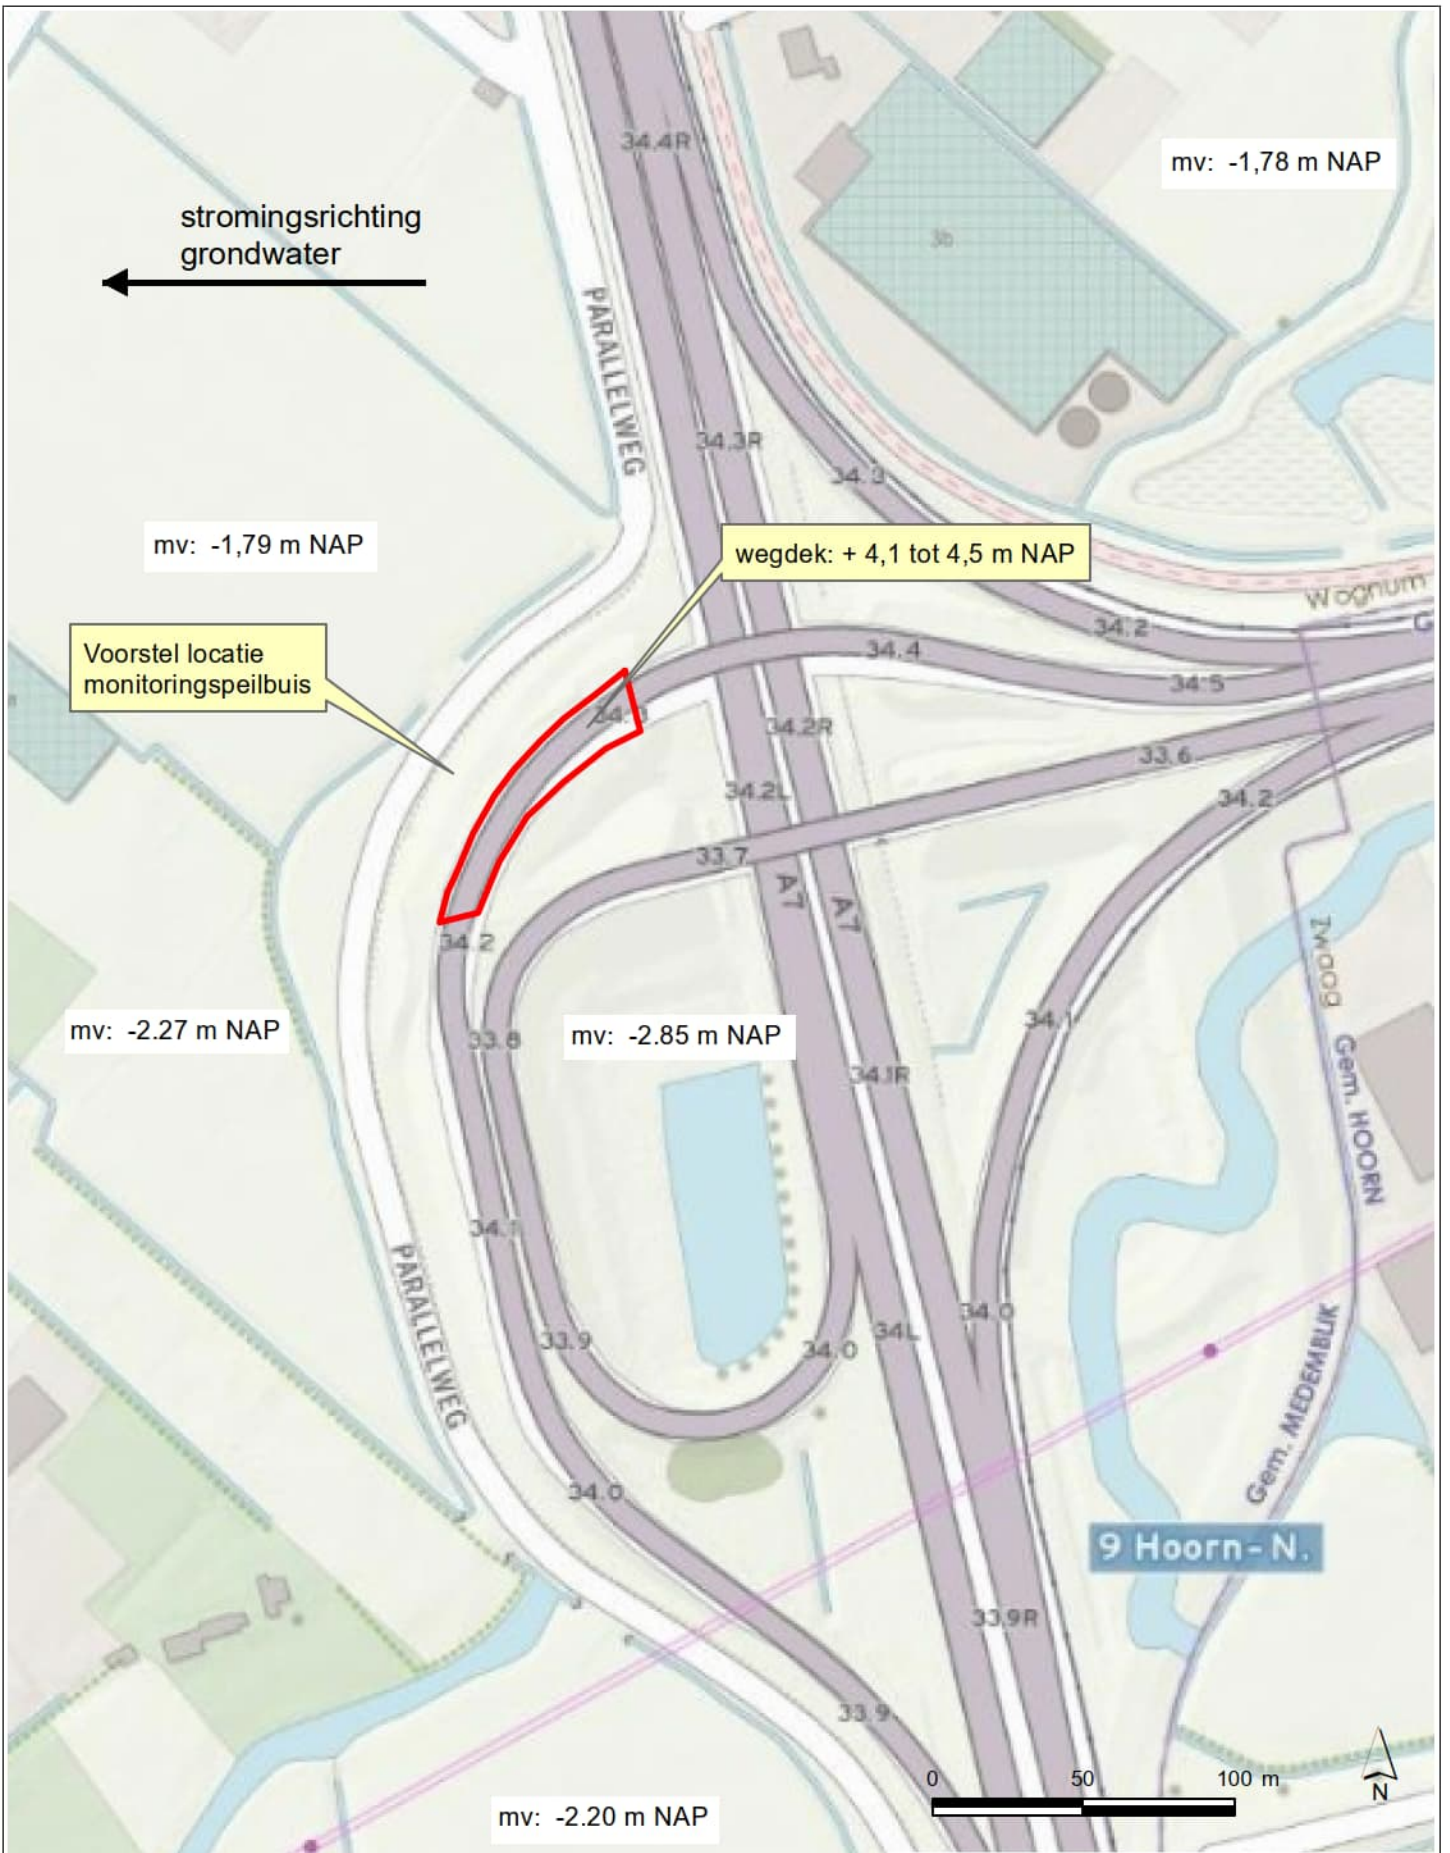 34.4R
mv: -1,78 m NAP
stromingsrichting
grondwater
3b
PARALLELWEG
34.3R
34.3
mv: -1,79 m NAP
wegdek: + 4,1 tot 4,5 m NAP
Wognum
G
34.2
Voorstel locatie
monitoringspeilbuis
34.4
34.5
34.3
34.2R
33.6
34.2L
34.2
33.7
A7
A7
34.2
Zwaag
mv: -2.27 m NAP
33.8
mv: -2.85 m NAP
34.1
34.1R
Gem. HOORN
34.1
PARALLELWEG
33.9
34.0
34L
34.0
Gem. MEDEMBLIK
34.0
9 Hoorn-N.
33.9R
33.9
0 50 100 m
N
mv: -2.20 m NAP